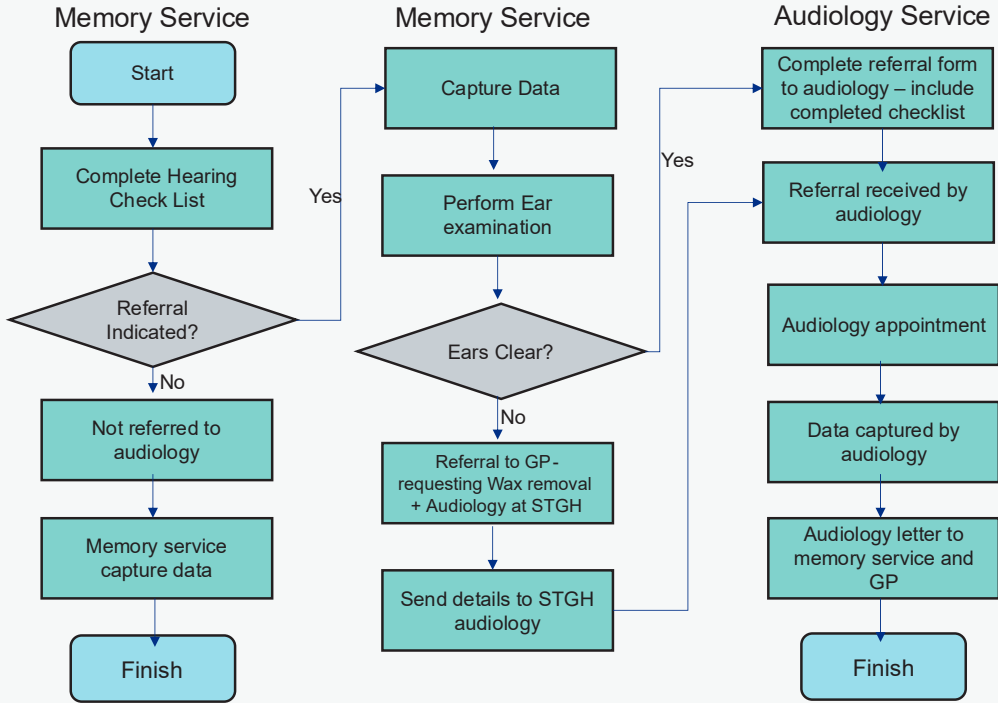 Memory Service
Start
Complete Hearing
Check List
Referral
Indicated?
Yes
No
Not referred to
audiology
Memory service
capture data
Finish
Memory Service
Capture Data
Perform Ear
examination
Ears Clear?
Yes
No
Referral to GP-
requesting Wax removal
+ Audiology at STGH
Send details to STGH
audiology
Audiology Service
Complete referral form
to audiology – include
completed checklist
Referral received by
audiology
Audiology appointment
Data captured by
audiology
Audiology letter to
memory service and
GP
Finish